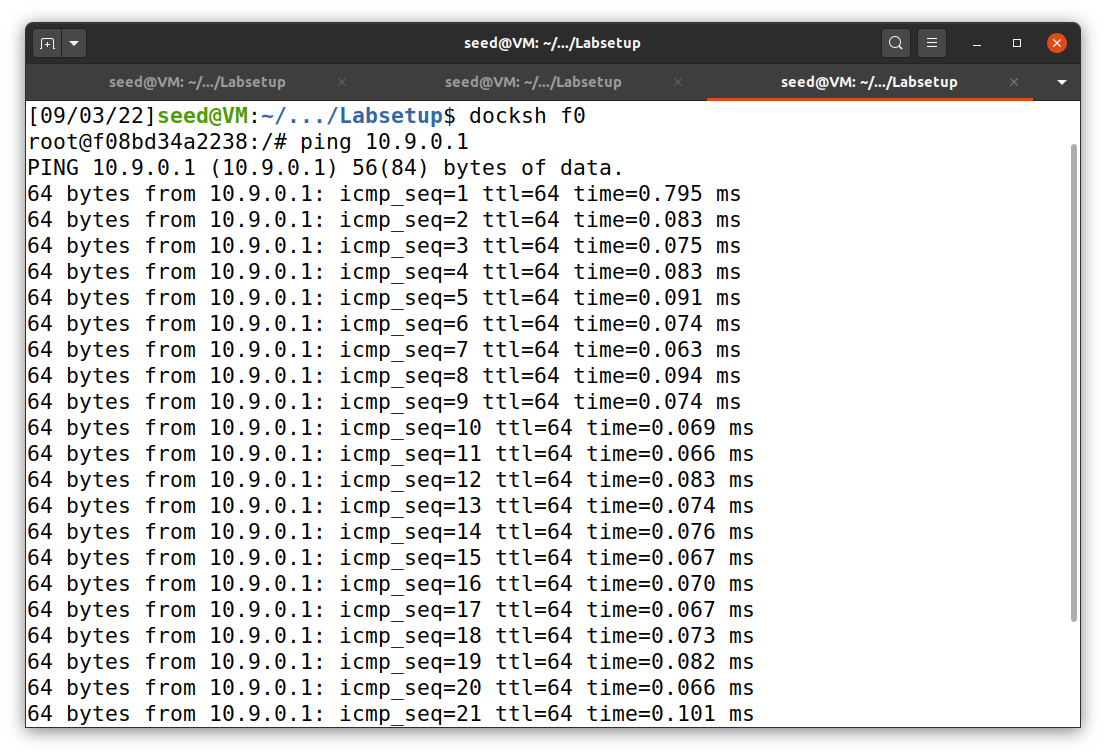 seed@VM: ~/.../Labsetup
seed@VM: ~/.../Labsetup seed@VM: ~/.../Labsetup seed@VM: ~/.../Labsetup
[09/03/22]seed@VM:~/.../Labsetup$ docksh f0
root@f08bd34a2238:/# ping 10.9.0.1
PING 10.9.0.1 (10.9.0.1) 56(84) bytes of data.
64 bytes from 10.9.0.1: icmp_seq=1 ttl=64 time=0.795 ms
64 bytes from 10.9.0.1: icmp_seq=2 ttl=64 time=0.083 ms
64 bytes from 10.9.0.1: icmp_seq=3 ttl=64 time=0.075 ms
64 bytes from 10.9.0.1: icmp_seq=4 ttl=64 time=0.083 ms
64 bytes from 10.9.0.1: icmp_seq=5 ttl=64 time=0.091 ms
64 bytes from 10.9.0.1: icmp_seq=6 ttl=64 time=0.074 ms
64 bytes from 10.9.0.1: icmp_seq=7 ttl=64 time=0.063 ms
64 bytes from 10.9.0.1: icmp_seq=8 ttl=64 time=0.094 ms
64 bytes from 10.9.0.1: icmp_seq=9 ttl=64 time=0.074 ms
64 bytes from 10.9.0.1: icmp_seq=10 ttl=64 time=0.069 ms
64 bytes from 10.9.0.1: icmp_seq=11 ttl=64 time=0.066 ms
64 bytes from 10.9.0.1: icmp_seq=12 ttl=64 time=0.083 ms
64 bytes from 10.9.0.1: icmp_seq=13 ttl=64 time=0.074 ms
64 bytes from 10.9.0.1: icmp_seq=14 ttl=64 time=0.076 ms
64 bytes from 10.9.0.1: icmp_seq=15 ttl=64 time=0.067 ms
64 bytes from 10.9.0.1: icmp_seq=16 ttl=64 time=0.070 ms
64 bytes from 10.9.0.1: icmp_seq=17 ttl=64 time=0.067 ms
64 bytes from 10.9.0.1: icmp_seq=18 ttl=64 time=0.073 ms
64 bytes from 10.9.0.1: icmp_seq=19 ttl=64 time=0.082 ms
64 bytes from 10.9.0.1: icmp_seq=20 ttl=64 time=0.066 ms
64 bytes from 10.9.0.1: icmp_seq=21 ttl=64 time=0.101 ms